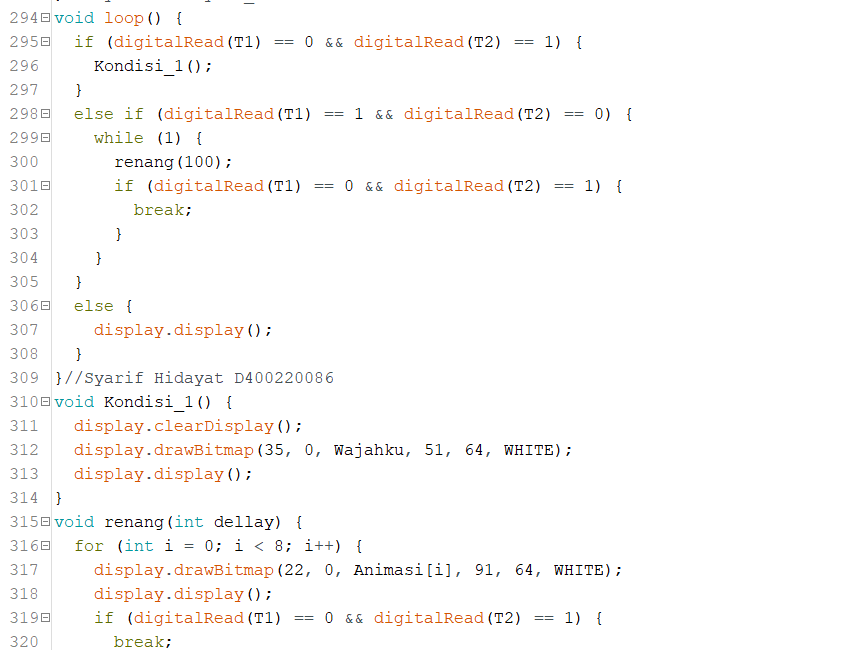 294 void loop() {
295 if (digitalRead(T1) == 0 && digitalRead(T2) == 1) {
296 Kondisi_1();
297 }
298 else if (digitalRead(T1) == 1 && digitalRead(T2) == 0) {
299 while (1) {
300 renang(100);
301 if (digitalRead(T1) == 0 && digitalRead(T2) == 1) {
302 break;
303 }
304 }
305 }
306 else {
307 display.display();
308 }
309 }//Syarif Hidayat D400220086
310 void Kondisi_1() {
311 display.clearDisplay();
312 display.drawBitmap(35, 0, Wajahku, 51, 64, WHITE);
313 display.display();
314 }
315 void renang(int dellay) {
316 for (int i = 0; i < 8; i++) {
317 display.drawBitmap(22, 0, Animasi[i], 91, 64, WHITE);
318 display.display();
319 if (digitalRead(T1) == 0 && digitalRead(T2) == 1) {
320 break;